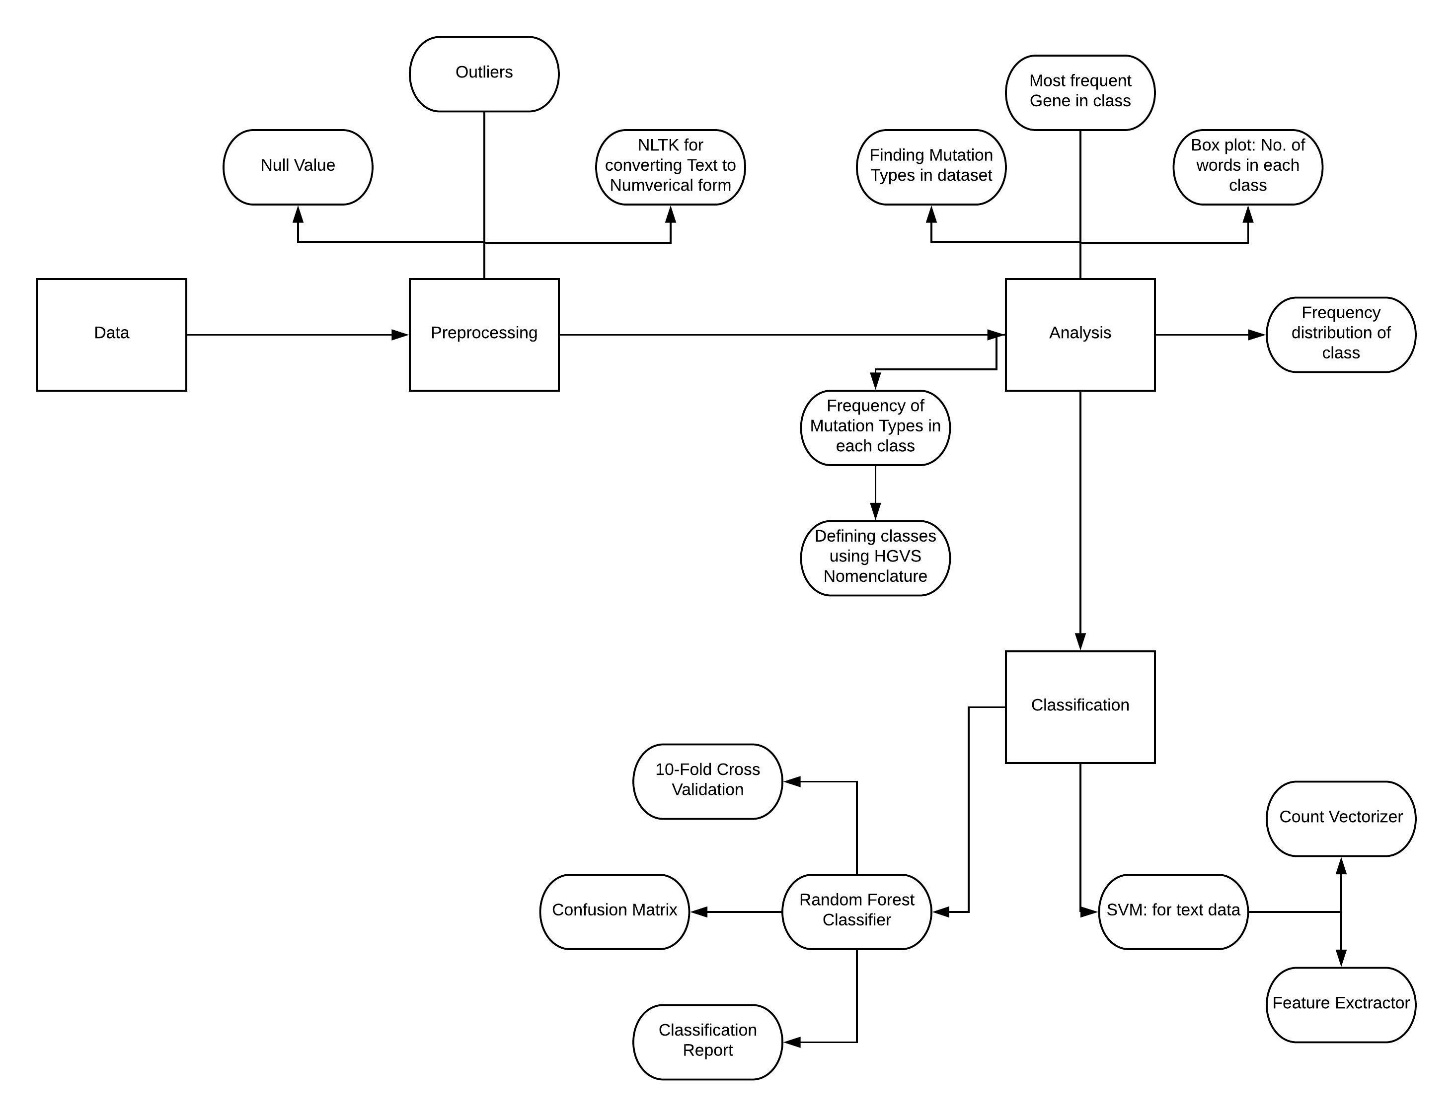 Outliers
Most frequent
Gene in class
Null Value
NLTK for
converting Text to
Numverical form
Finding Mutation
Types in dataset
Box plot: No. of
words in each
class
Data
Preprocessing
Analysis
Frequency
distribution of
class
Frequency of
Mutation Types in
each class
Defining classes
using HGVS
Nomenclature
Classification
10-Fold Cross
Validation
Count Vectorizer
Confusion Matrix
Random Forest
Classifier
SVM: for text data
Feature Exctractor
Classification
Report